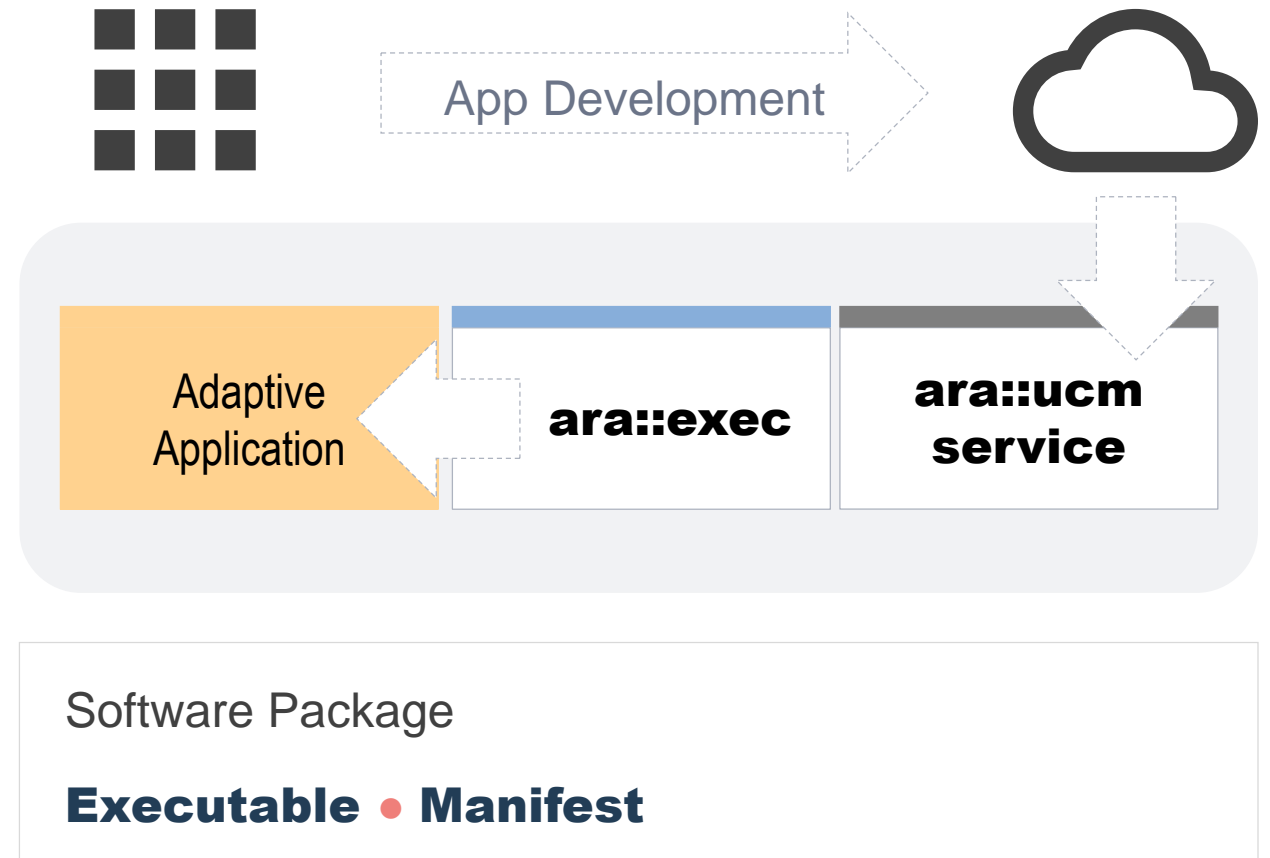 App Development
Adaptive
Application
ara::exec
ara::ucm
service
Software Package
Executable • Manifest